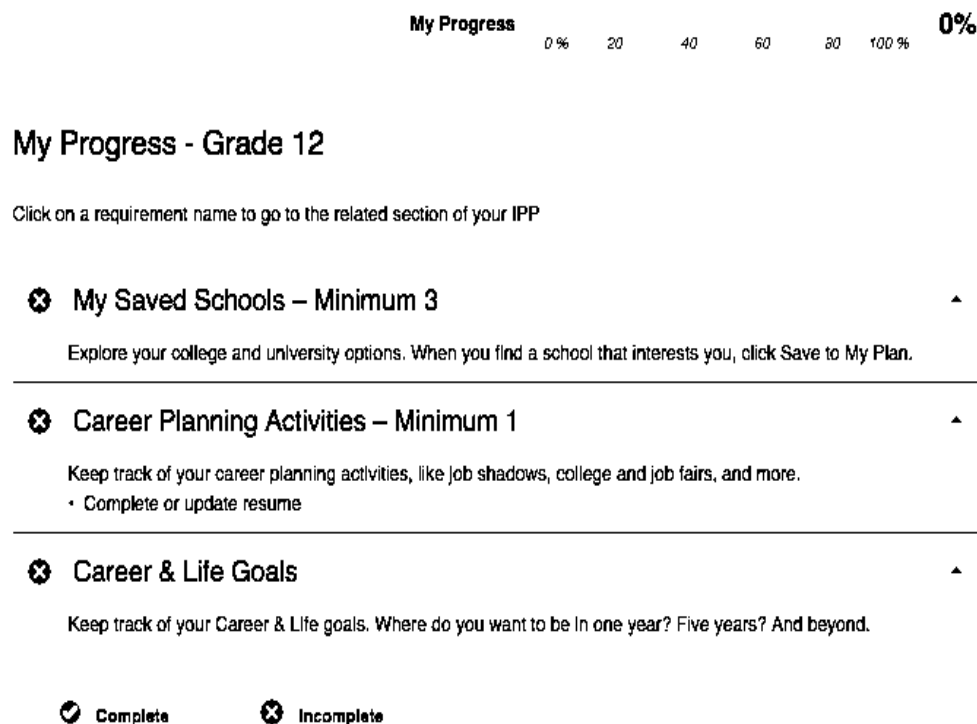 My Progress
0%
0 % 20 40 60 80 100 %
My Progress - Grade 12
Click on a requirement name to go to the related section of your IPP
My Saved Schools – Minimum 3
Explore your college and university options. When you find a school that interests you, click Save to My Plan.
Career Planning Activities – Minimum 1
Keep track of your career planning activities, like job shadows, college and job fairs, and more.
• Complete or update resume
Career & Life Goals
Keep track of your Career & Life goals. Where do you want to be in one year? Five years? And beyond.
Complete Incomplete